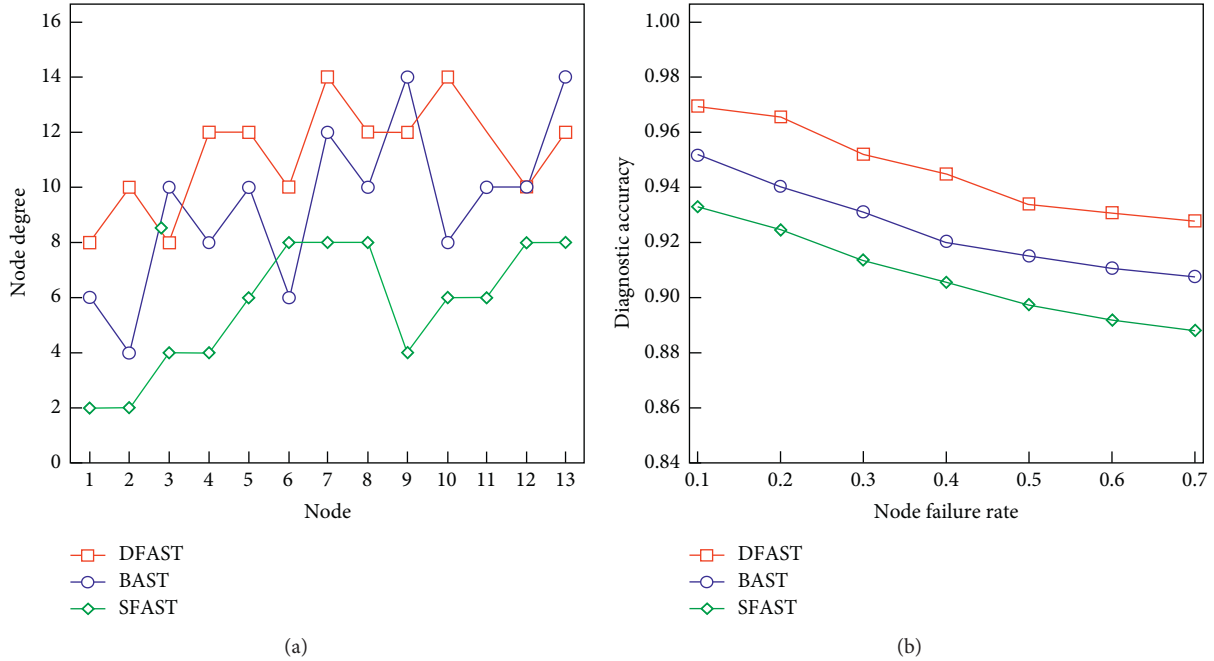 16
14
12
10
8
6
4
2
0
Node degree
1 2 3 4 5 6 7 8 9 10 11 12 13
Node
DFAST
BAST
SFAST
(a)
1.00
0.98
0.96
0.94
0.92
0.90
0.88
0.86
0.84
Diagnostic accuracy
0.1 0.2 0.3 0.4 0.5 0.6 0.7
Node failure rate
DFAST
BAST
SFAST
(b)